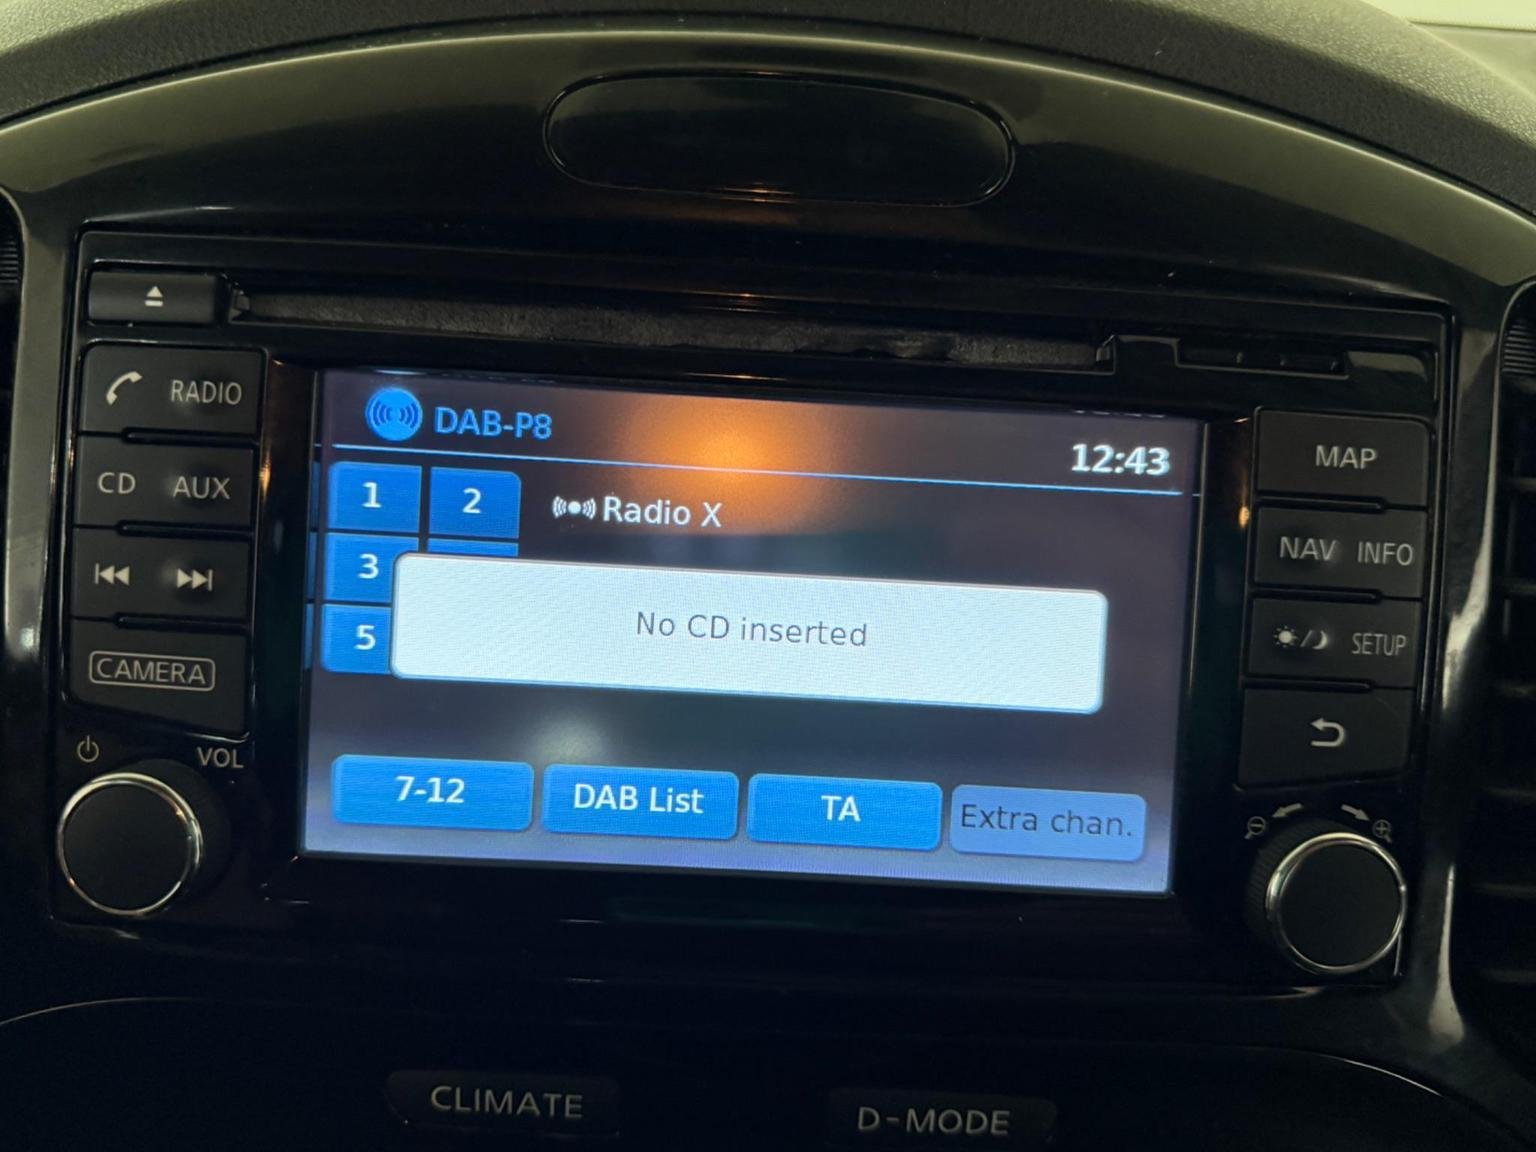 RADIO
CD AUX
CAMERA
VOL
DAB-P8
12:43
1 2
Radio X
3
5
No CD inserted
7-12 DAB List TA Extra chan.
MAP
NAV INFO
SETUP
CLIMATE
D-MODE